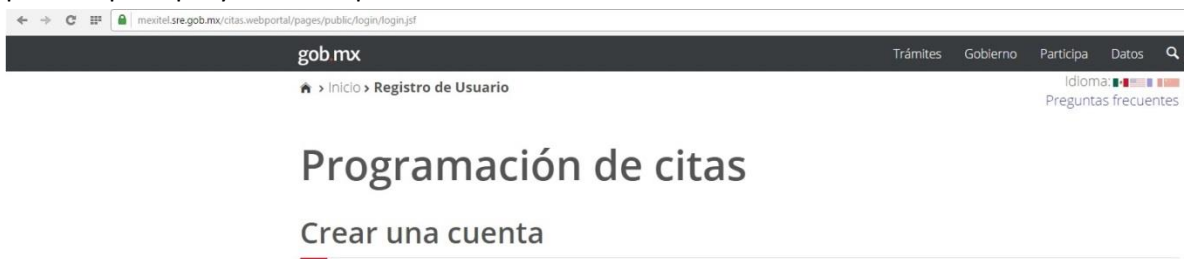 mexitel.sre.gob.mx/citas.webportal/pages/public/login/login.jsf
gob.mx Trámites Gobierno Participa Datos
> Inicio > Registro de Usuario Idioma:
Preguntas frecuentes
Programación de citas
Crear una cuenta